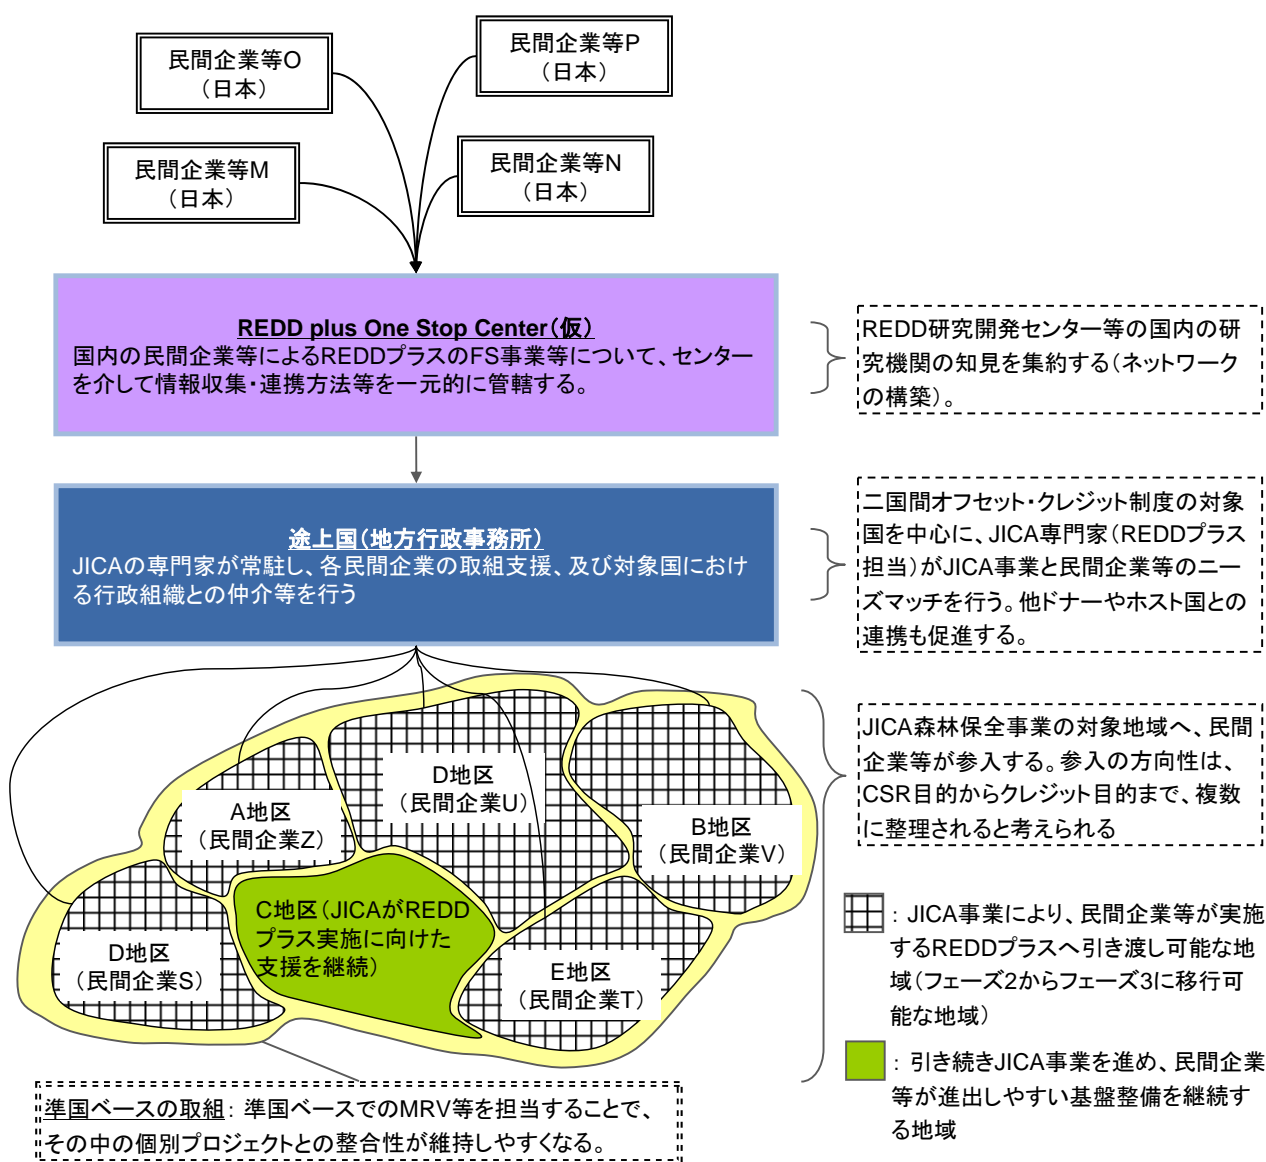 民間企業等O
（日本）
民間企業等P
（日本）
民間企業等M
（日本）
民間企業等N
（日本）
REDD plus One Stop Center（仮）
国内の民間企業等によるREDDプラスのFS事業等について、センター
を介して情報収集・連携方法等を一元的に管轄する。
REDD研究開発センター等の国内の研
究機関の知見を集約する（ネットワーク
の構築）。
途上国（地方行政事務所）
JICAの専門家が常駐し、各民間企業の取組支援、及び対象国におけ
る行政組織との仲介等を行う
二国間オフセット・クレジット制度の対象
国を中心に、JICA専門家（REDDプラス
担当）がJICA事業と民間企業等のニー
ズマッチを行う。他ドナーやホスト国との
連携も促進する。
JICA森林保全事業の対象地域へ、民間
企業等が参入する。参入の方向性は、
CSR目的からクレジット目的まで、複数
に整理されると考えられる
D地区
（民間企業U）
A地区
（民間企業Z）
B地区
（民間企業V）
C地区（JICAがREDD
プラス実施に向けた
支援を継続）
D地区
（民間企業S）
E地区
（民間企業T）
：JICA事業により、民間企業等が実施
するREDDプラスへ引き渡し可能な地
域（フェーズ2からフェーズ3に移行可
能な地域）
：引き続きJICA事業を進め、民間企業
等が進出しやすい基盤整備を継続す
る地域
準国ベースの取組：準国ベースでのMRV等を担当することで、
その中の個別プロジェクトとの整合性が維持しやすくなる。